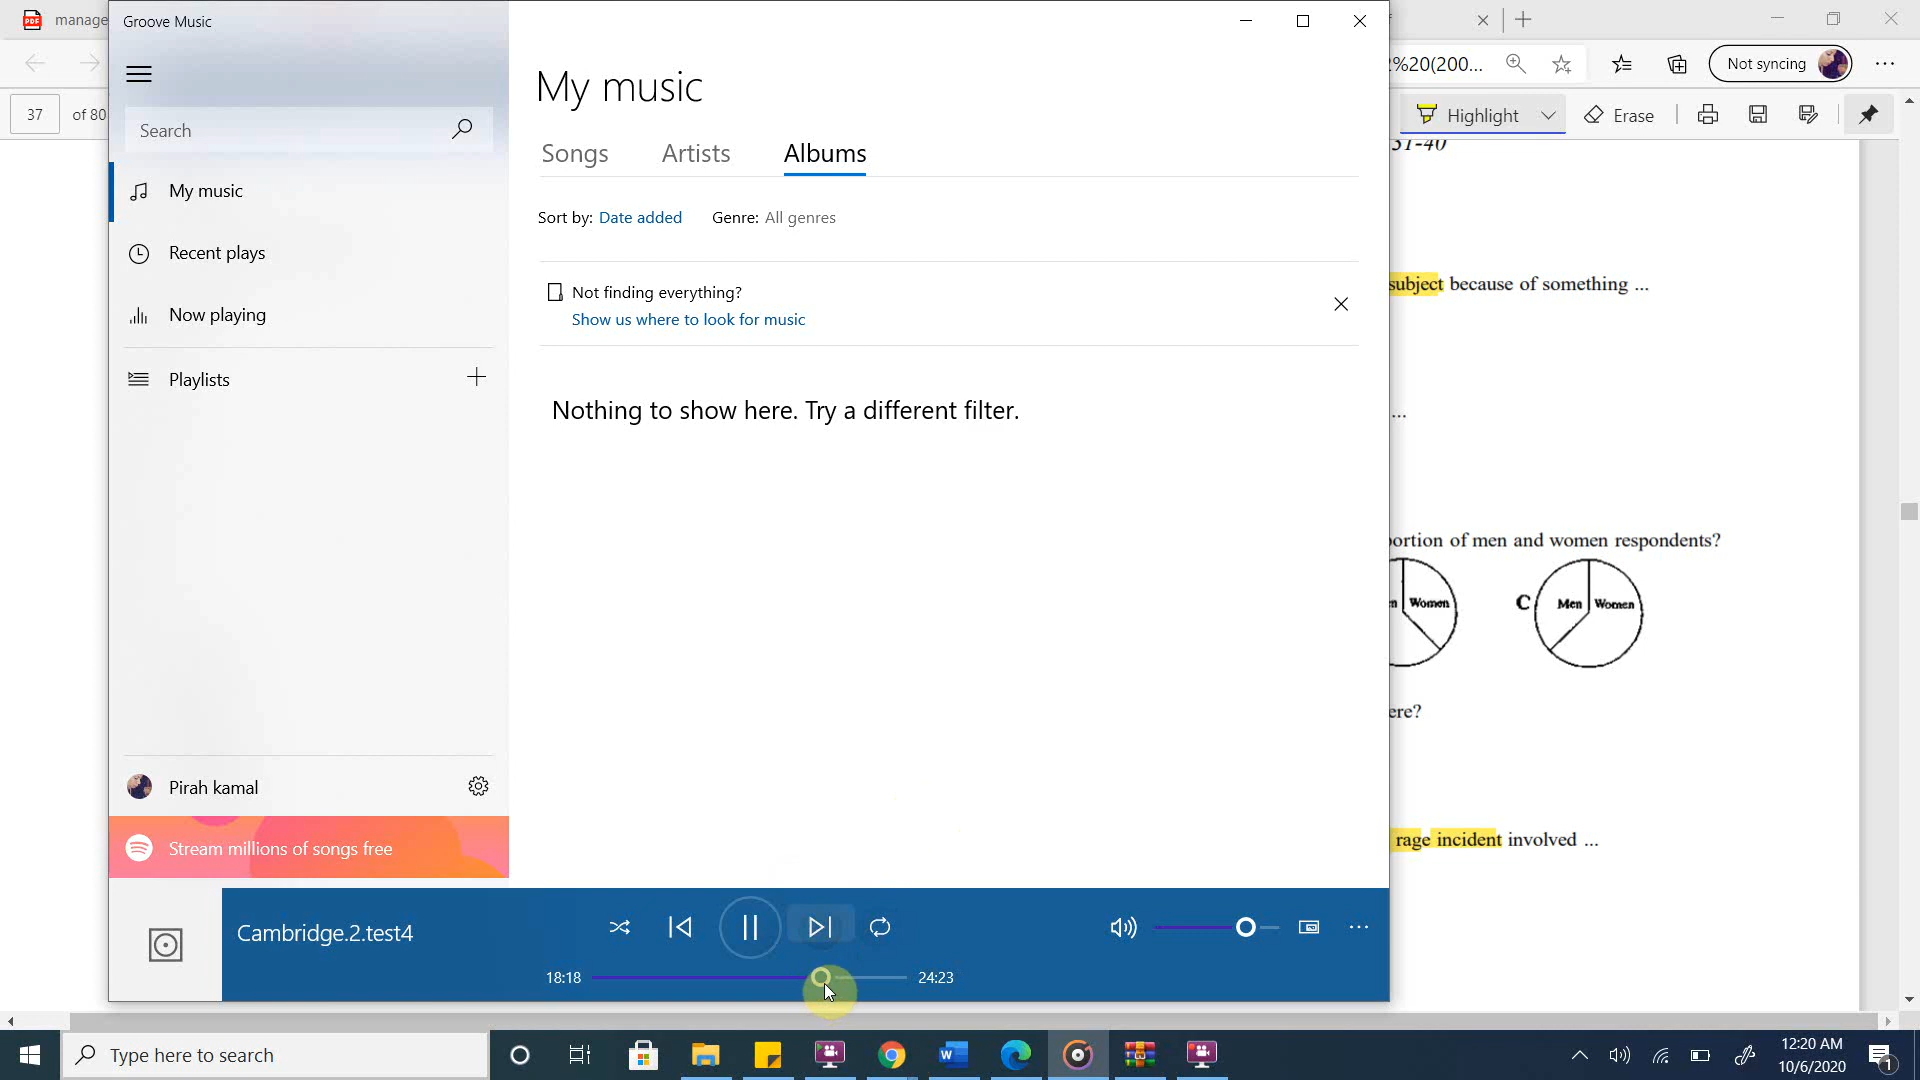 manage
Groove Music
%20(200...
Not syncing
37
of 80
Highlight
Erase
My music
Search
Songs
Artists
Albums
31-40
My music
Sort by: Date added
Genre: All genres
Recent plays
Not finding everything?
Show us where to look for music
subject because of something ...
Now playing
Playlists
Nothing to show here. Try a different filter.
...
portion of men and women respondents?
Women
C
Men
Women
ere?
Pirah kamal
Stream millions of songs free
rage incident involved ...
Cambridge.2.test4
18:18
24:23
Type here to search
12:20 AM
10/6/2020
1